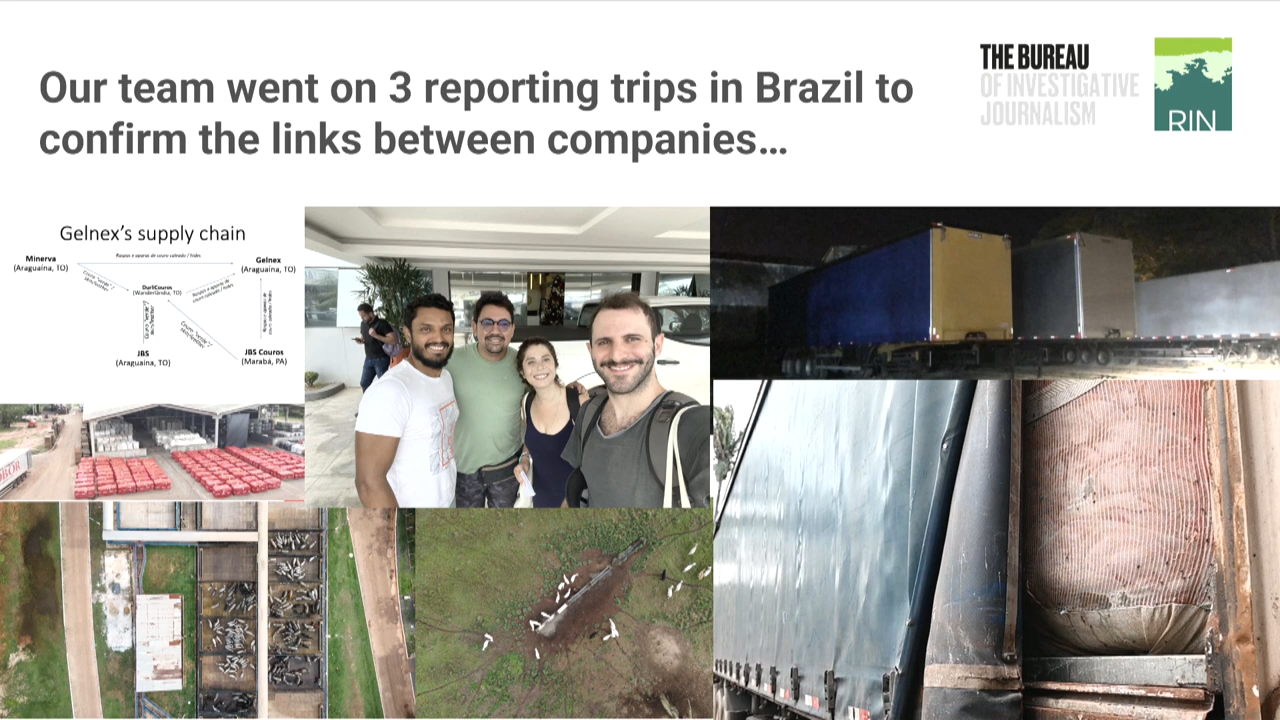 Our team went on 3 reporting trips in Brazil to
confirm the links between companies...
THE BUREAU
OF INVESTIGATIVE
JOURNALISM
RIN
Gelnex's supply chain
Minerva
(Araguaína, TO)
Gelnex
(Araguaína, TO)
DurliCouros
(Wanderlândia, TO)
JBS
(Araguaína, TO)
JBS Couros
(Marabá, PA)